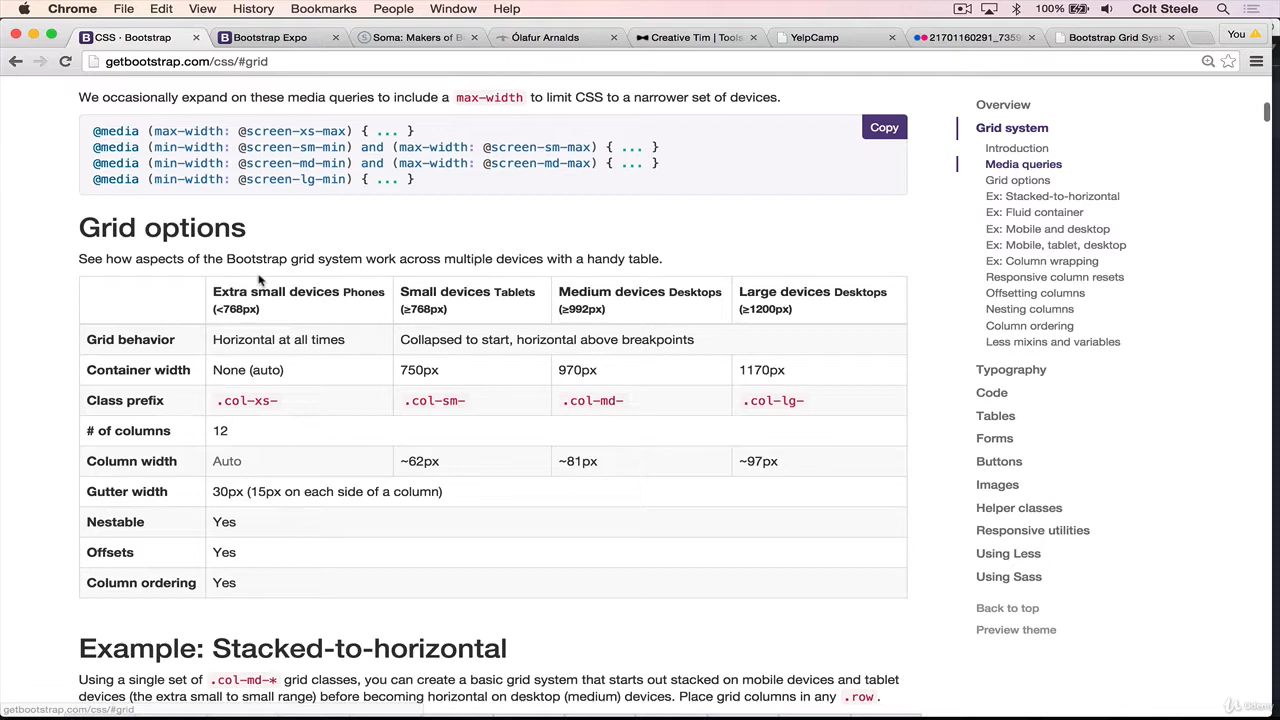 Chrome File Edit View History Bookmarks People Window Help 100% Colt Steele
CSS · Bootstrap Bootstrap Expo Soma: Makers of B Ólafur Arnalds Creative Tim | Tools YelpCamp 21701160291_7359 Bootstrap Grid Sys You
getbootstrap.com/css/#grid
We occasionally expand on these media queries to include a max-width to limit CSS to a narrower set of devices.
Copy
@media (max-width: @screen-xs-max) { ... }
@media (min-width: @screen-sm-min) and (max-width: @screen-sm-max) { ... }
@media (min-width: @screen-md-min) and (max-width: @screen-md-max) { ... }
@media (min-width: @screen-lg-min) { ... }
Grid options
See how aspects of the Bootstrap grid system work across multiple devices with a handy table.
Extra small devices Phones (<768px) Small devices Tablets (≥768px) Medium devices Desktops (≥992px) Large devices Desktops (≥1200px)
Grid behavior Horizontal at all times Collapsed to start, horizontal above breakpoints
Container width None (auto) 750px 970px 1170px
Class prefix .col-xs- .col-sm- .col-md- .col-lg-
# of columns 12
Column width Auto ~62px ~81px ~97px
Gutter width 30px (15px on each side of a column)
Nestable Yes
Offsets Yes
Column ordering Yes
Example: Stacked-to-horizontal
Using a single set of .col-md-* grid classes, you can create a basic grid system that starts out stacked on mobile devices and tablet
devices (the extra small to small range) before becoming horizontal on desktop (medium) devices. Place grid columns in any .row.
getbootstrap.com/css/#grid
Overview
Grid system
Introduction
Media queries
Grid options
Ex: Stacked-to-horizontal
Ex: Fluid container
Ex: Mobile and desktop
Ex: Mobile, tablet, desktop
Ex: Column wrapping
Responsive column resets
Offsetting columns
Nesting columns
Column ordering
Less mixins and variables
Typography
Code
Tables
Forms
Buttons
Images
Helper classes
Responsive utilities
Using Less
Using Sass
Back to top
Preview theme
Udemy